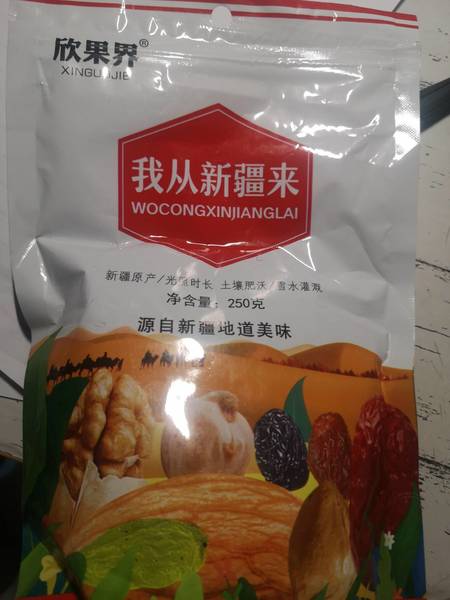 欣果界®
XINGUOJIE
我从新疆来
WOCONGXINJIANGLAI
新疆原产/光照时长 土壤肥沃/雪水灌溉
净含量：250克
源自新疆地道美味